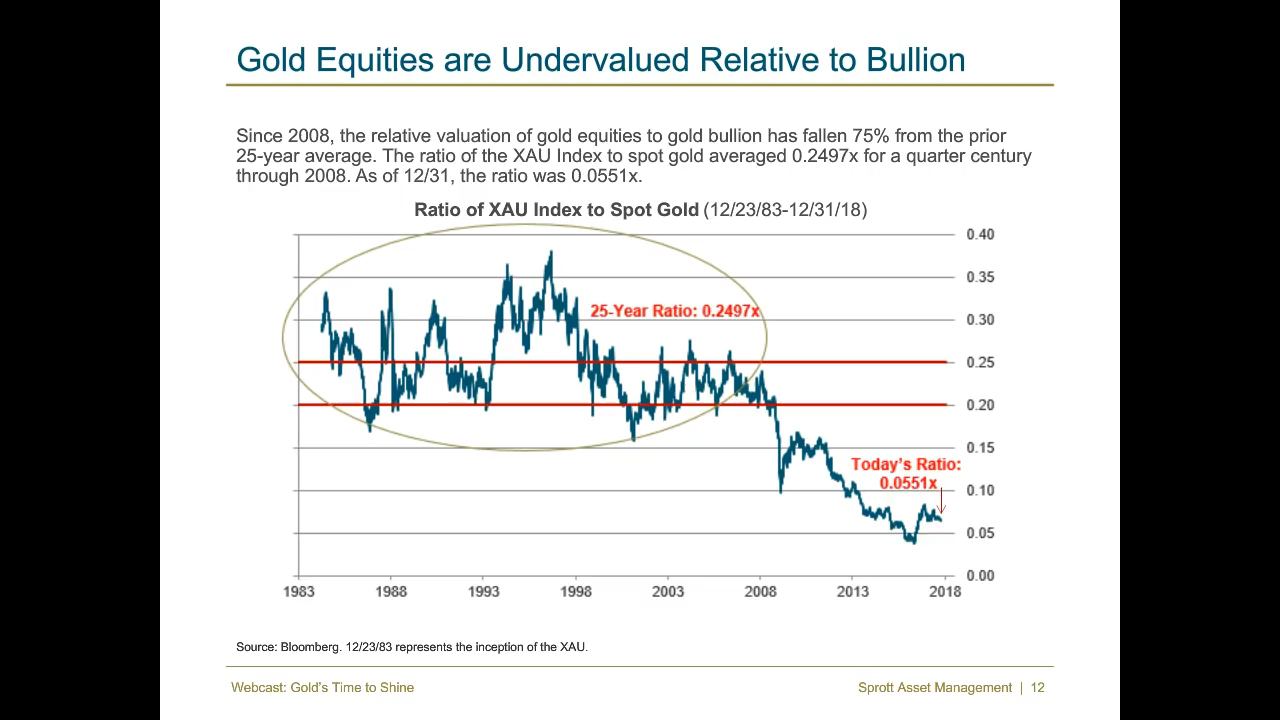 Gold Equities are Undervalued Relative to Bullion
Since 2008, the relative valuation of gold equities to gold bullion has fallen 75% from the prior
25-year average. The ratio of the XAU Index to spot gold averaged 0.2497x for a quarter century
through 2008. As of 12/31, the ratio was 0.0551x.
Ratio of XAU Index to Spot Gold (12/23/83-12/31/18)
0.40
0.35
25-Year Ratio: 0.2497x
0.30
0.25
0.20
0.15
Today's Ratio:
0.0551x
0.10
0.05
0.00
1983 1988 1993 1998 2003 2008 2013 2018
Source: Bloomberg. 12/23/83 represents the inception of the XAU.
Webcast: Gold's Time to Shine
Sprott Asset Management | 12